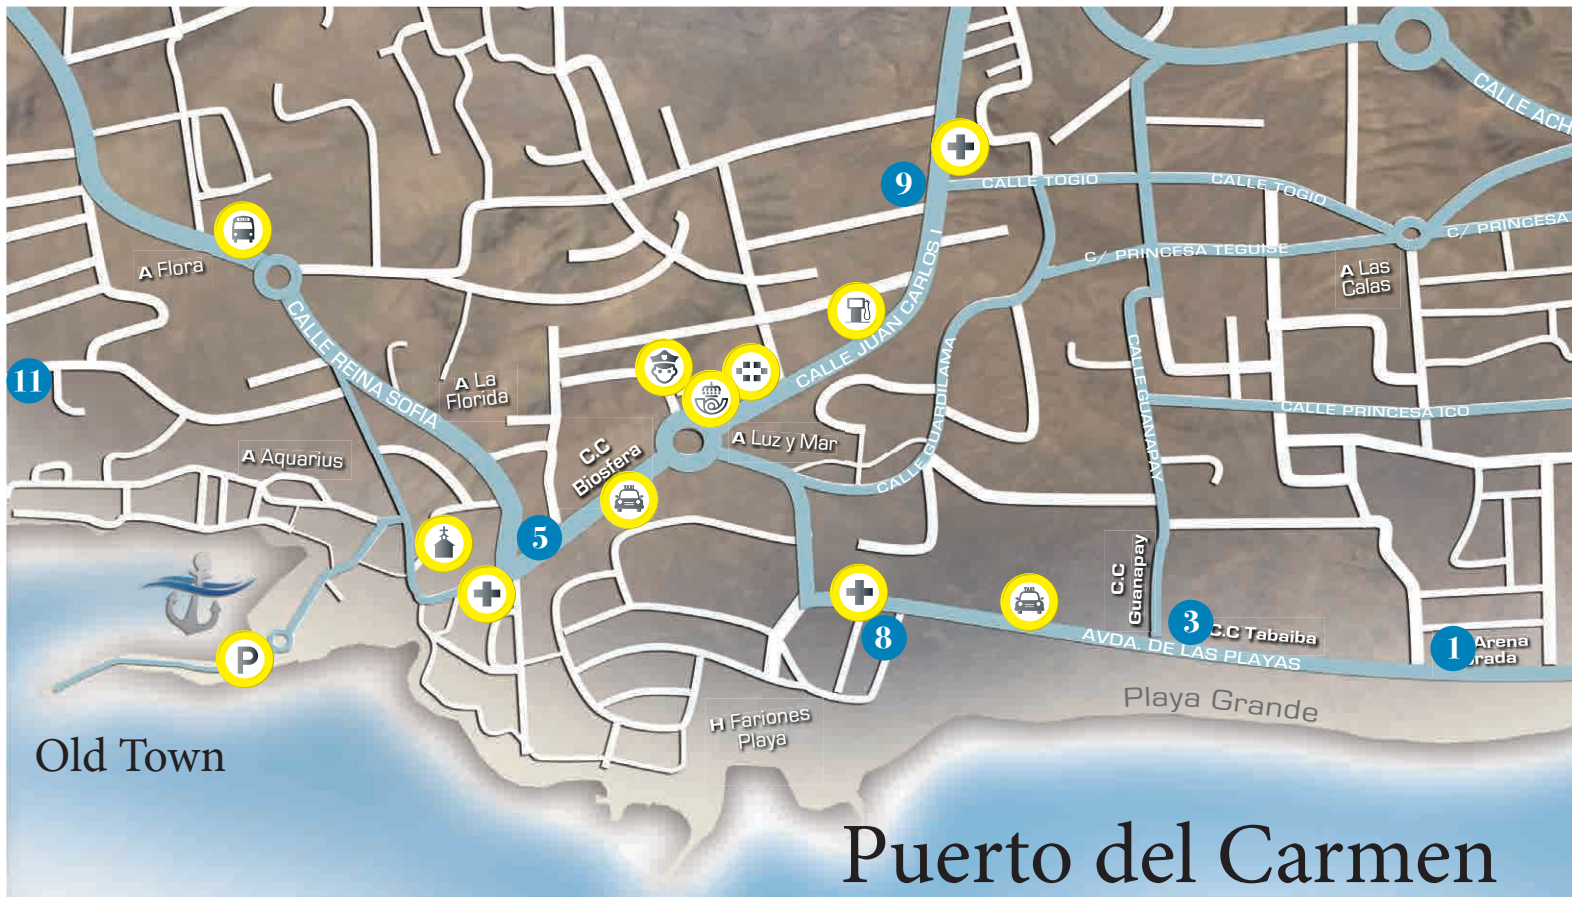 CALLE ACH
9
CALLE TOGIO
CALLE TOGIO
C/ PRINCESA
C/ PRINCESA TEGUISE
A Flora
A Las
Calas
CALLE JUAN CARLOS I
CALLE REINA SOFIA
11
A La
Florida
CALLE GUARDILAMA
CALLE GUANAPAY
CALLE PRINCESA ICO
A Luz y Mar
C.C
Biosfera
A Aquarius
TAXI
5
C.C
Guanapay
TAXI
8
3
C.C Tabaiba
AVDA. DE LAS PLAYAS
1
Arena
rada
P
Playa Grande
H Fariones
Playa
Old Town
Puerto del Carmen